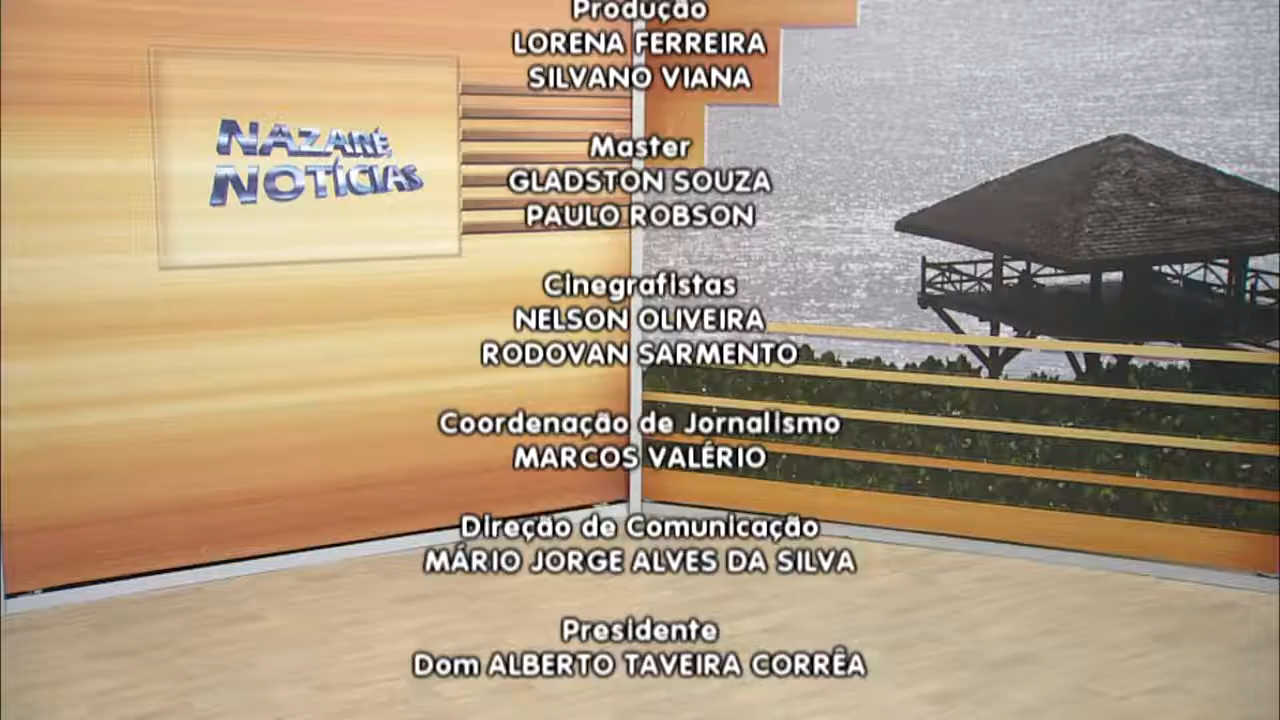 Produção
LORENA FERREIRA
SILVANO VIANA
NAZARÉ
NOTÍCIAS
Master
GLADSTON SOUZA
PAULO ROBSON
Cinegrafistas
NELSON OLIVEIRA
RODOVAN SARMENTO
Coordenação de Jornalismo
MARCOS VALÉRIO
Direção de Comunicação
MÁRIO JORGE ALVES DA SILVA
Presidente
Dom ALBERTO TAVEIRA CORRÊA